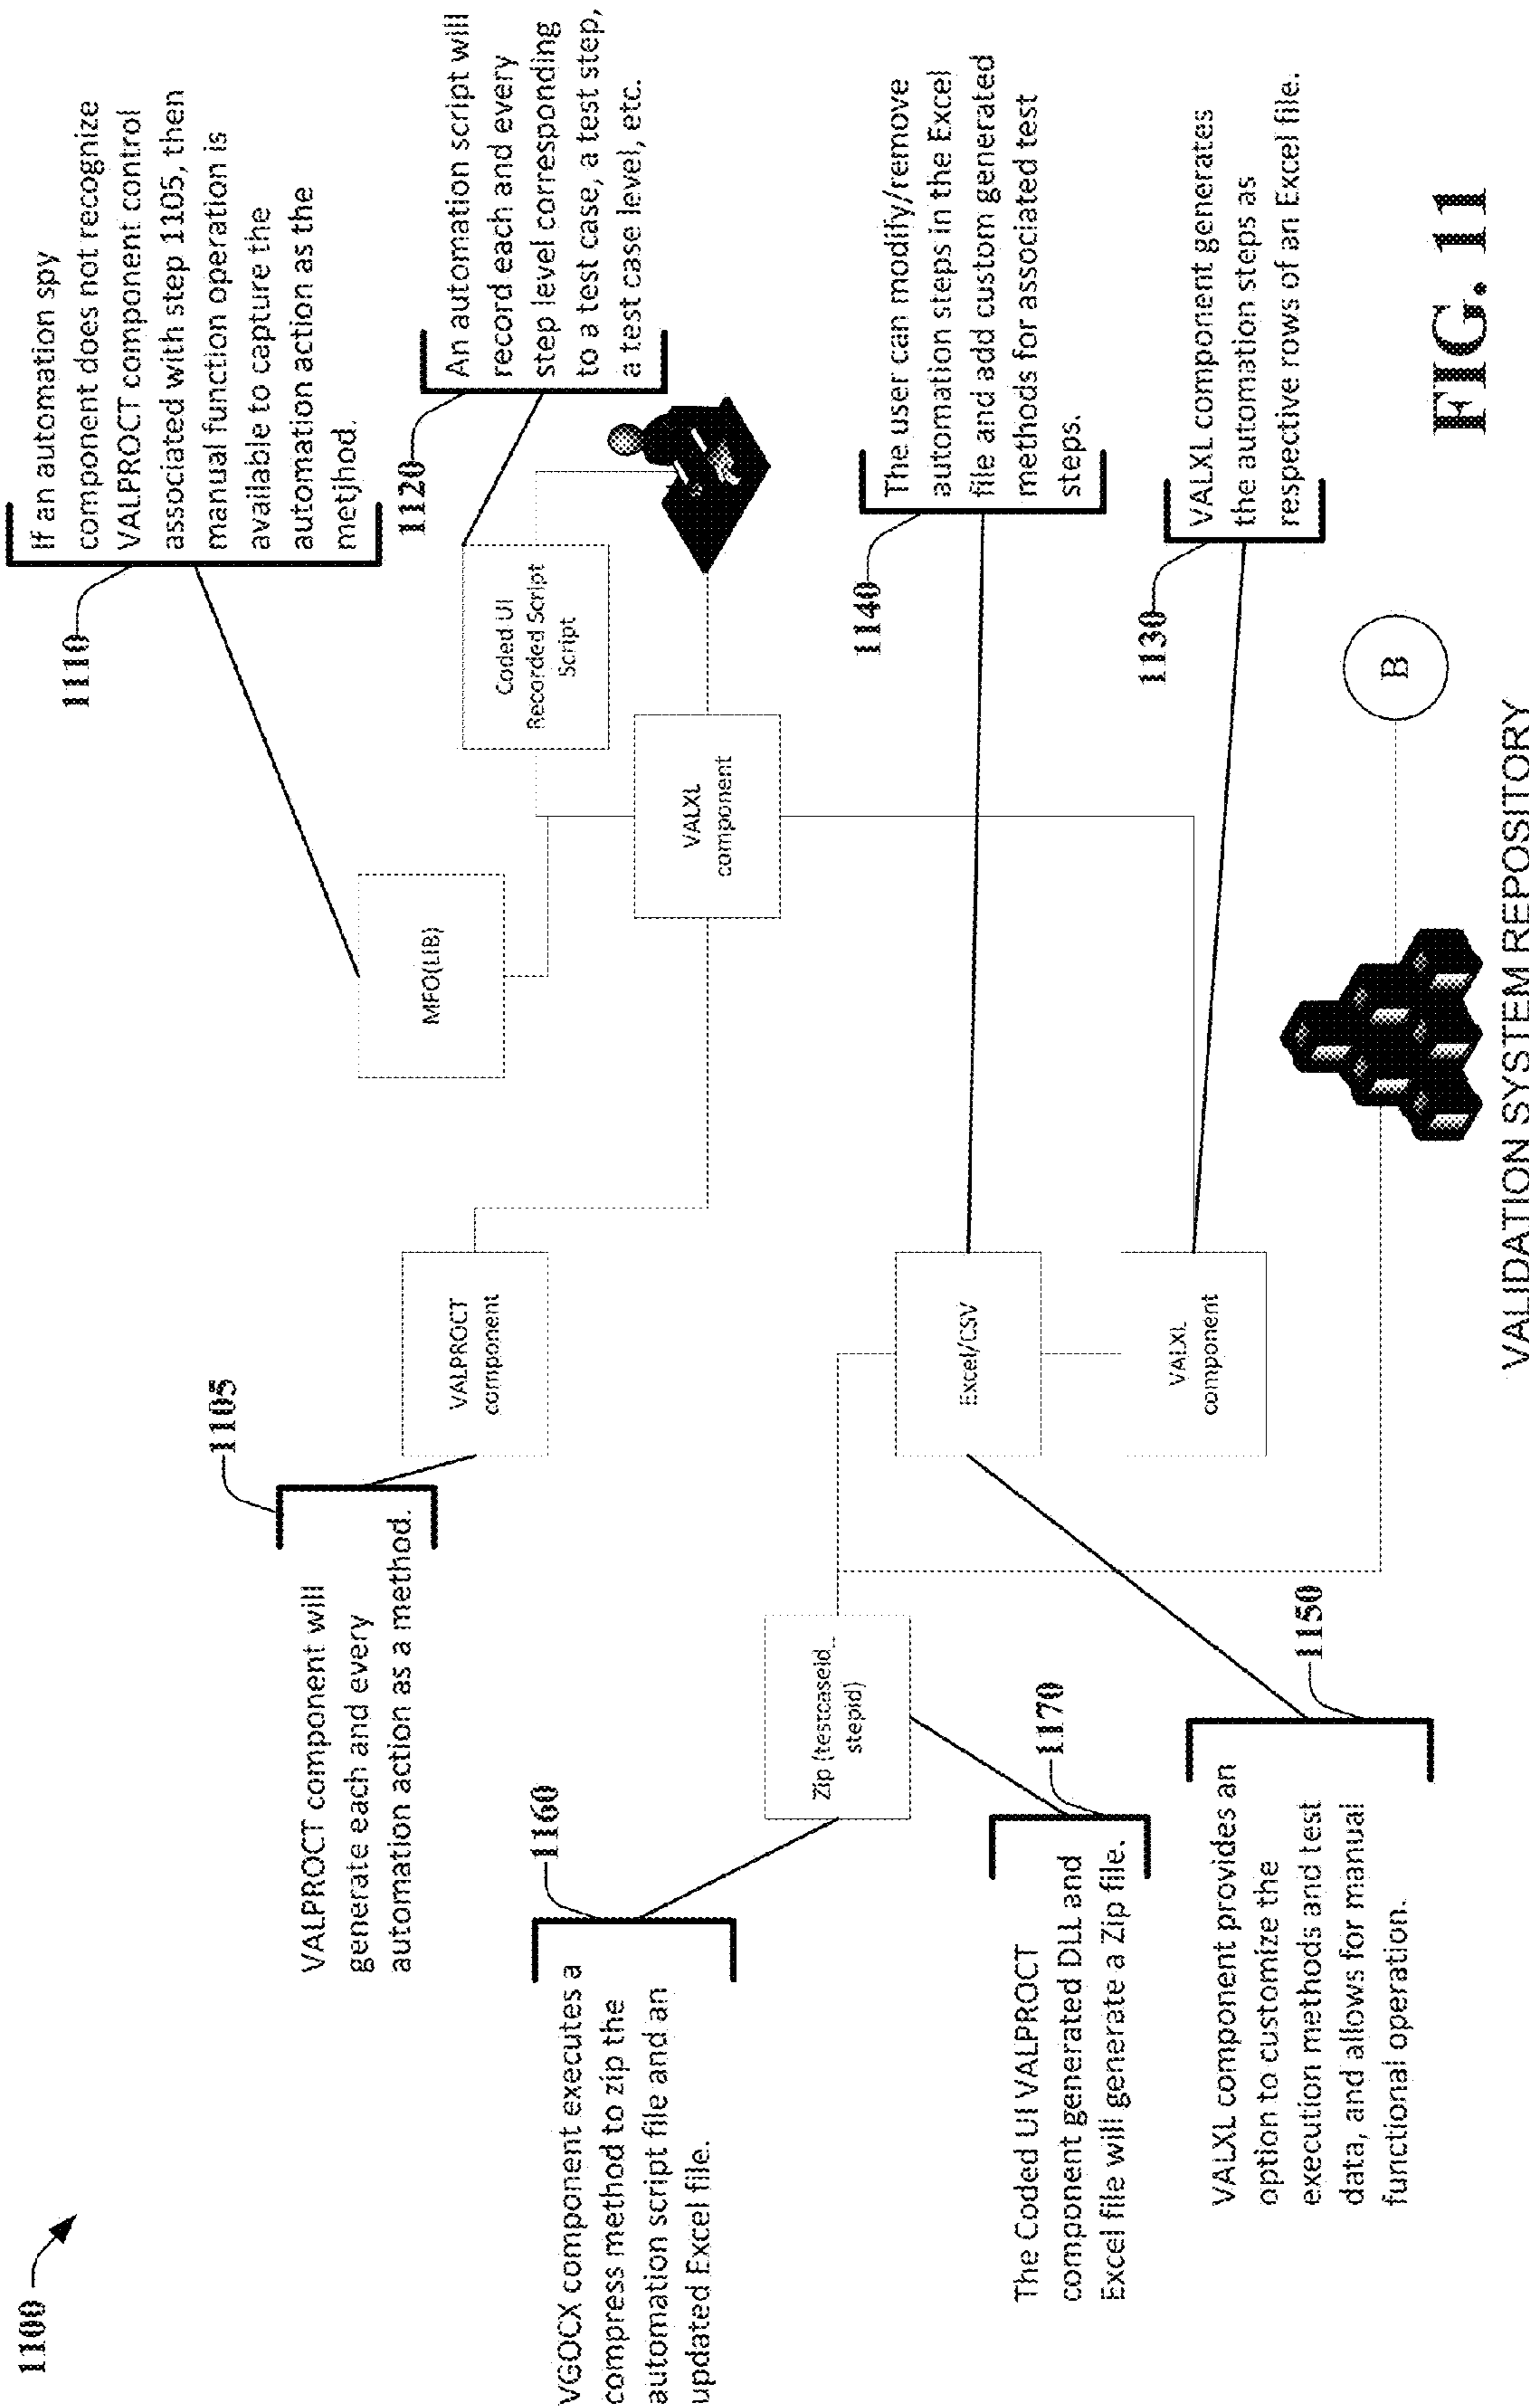 1100
1105
VALPROCT component will
generate each and every
automation action as a method.
VALPROCT
component
1110
If an automation spy
component does not recognize
VALPROCT component control
associated with step 1105, then
manual function operation is
available to capture the
automation action as the
metjhod.
MFO(LIB)
1120
An automation script will
record each and every
step level corresponding
to a test case, a test step,
a test case level, etc.
Coded UI
Recorded Script
Script
VALXL
component
1160
VGOCX component executes a
compress method to zip the
automation script file and an
updated Excel file.
Zip (testcaseid_
stepid)
1170
The Coded UI VALPROCT
component generated DLL and
Excel file will generate a Zip file.
Excel/CSV
1140
The user can modify/remove
automation steps in the Excel
file and add custom generated
methods for associated test
steps.
1150
VALXL component provides an
option to customize the
execution methods and test
data, and allows for manual
functional operation.
VALXL
component
1130
VALXL component generates
the automation steps as
respective rows of an Excel file.
B
VALIDATION SYSTEM REPOSITORY
FIG. 11